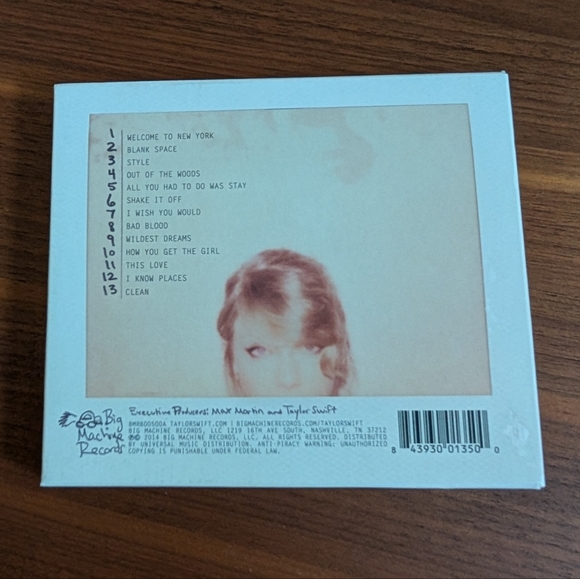 1 WELCOME TO NEW YORK
2 BLANK SPACE
3 STYLE
4 OUT OF THE WOODS
5 ALL YOU HAD TO DO WAS STAY
6 SHAKE IT OFF
7 I WISH YOU WOULD
8 BAD BLOOD
9 WILDEST DREAMS
10 HOW YOU GET THE GIRL
11 THIS LOVE
12 I KNOW PLACES
13 CLEAN
Big
Machine
Records
Executive Producers: Max Martin and Taylor Swift
BMRBD0500A TAYLORSWIFT.COM | BIGMACHINERECORDS.COM/TAYLORSWIFT
BIG MACHINE RECORDS, LLC 1219 16TH AVE SOUTH, NASHVILLE, TN 37212
℗© 2014 BIG MACHINE RECORDS, LLC. ALL RIGHTS RESERVED. DISTRIBUTED
BY UNIVERSAL MUSIC DISTRIBUTION. ANTI-PIRACY WARNING: UNAUTHORIZED
COPYING IS PUNISHABLE UNDER FEDERAL LAW.
8 43930 01350 0